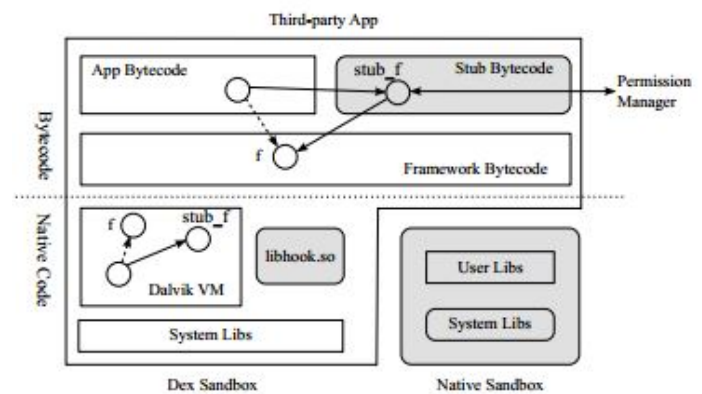 Third-party App
App Bytecode
stub_f
Stub Bytecode
Permission
Manager
Bytecode
f
Framework Bytecode
Native Code
f
stub_f
Dalvik VM
libhook.so
System Libs
User Libs
System Libs
Dex Sandbox
Native Sandbox